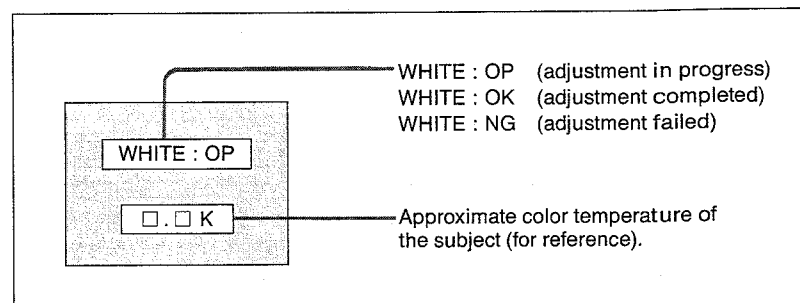 WHITE : OP (adjustment in progress)
WHITE : OK (adjustment completed)
WHITE : NG (adjustment failed)
WHITE : OP
□.□ K
Approximate color temperature of
the subject (for reference).